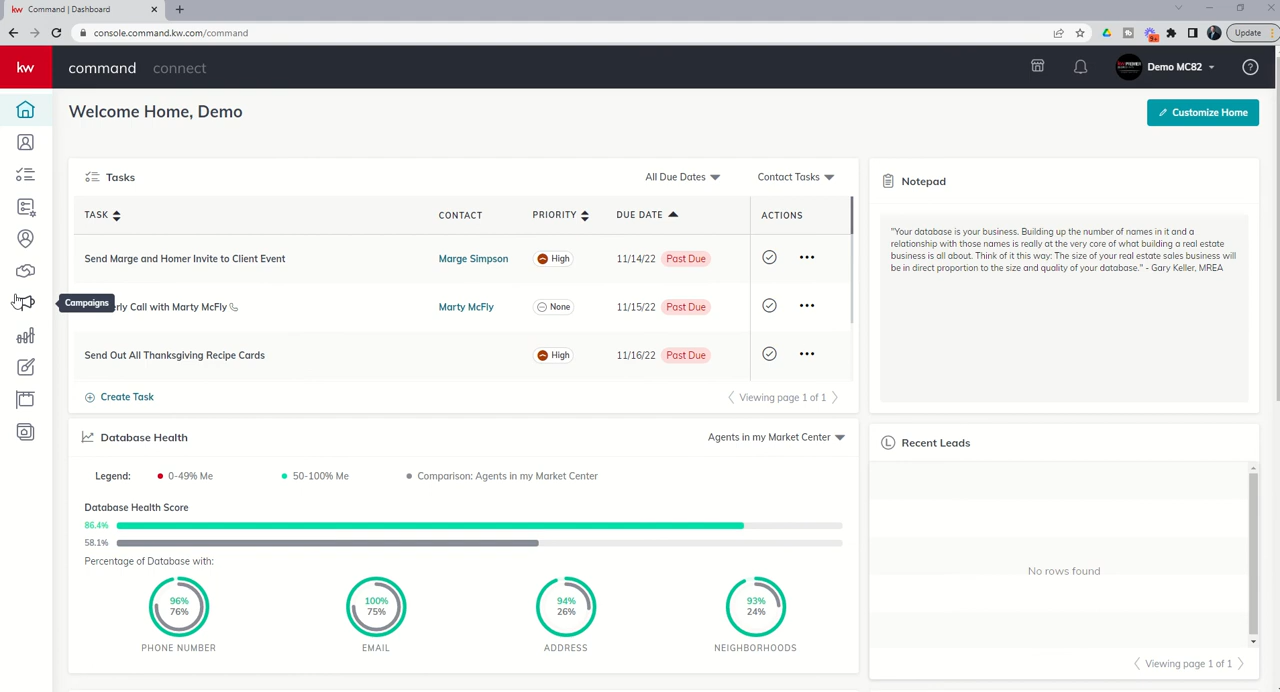 kw Command | Dashboard
console.command.kw.com/command
9+
Update
kw command connect
Demo MC82
Welcome Home, Demo
Customize Home
Tasks
All Due Dates
Contact Tasks
TASK CONTACT PRIORITY DUE DATE ACTIONS
Send Marge and Homer Invite to Client Event Marge Simpson High 11/14/22 Past Due
Campaigns
erly Call with Marty McFly Marty McFly None 11/15/22 Past Due
Send Out All Thanksgiving Recipe Cards High 11/16/22 Past Due
Create Task
Viewing page 1 of 1
Notepad
"Your database is your business. Building up the number of names in it and a
relationship with those names is really at the very core of what building a real estate
business is all about. Think of it this way: The size of your real estate sales business will
be in direct proportion to the size and quality of your database." - Gary Keller, MREA
Database Health
Agents in my Market Center
Legend: 0-49% Me 50-100% Me Comparison: Agents in my Market Center
Database Health Score
86.4%
58.1%
Percentage of Database with:
96%
76%
PHONE NUMBER
100%
75%
EMAIL
94%
26%
ADDRESS
93%
24%
NEIGHBORHOODS
L Recent Leads
No rows found
Viewing page 1 of 1